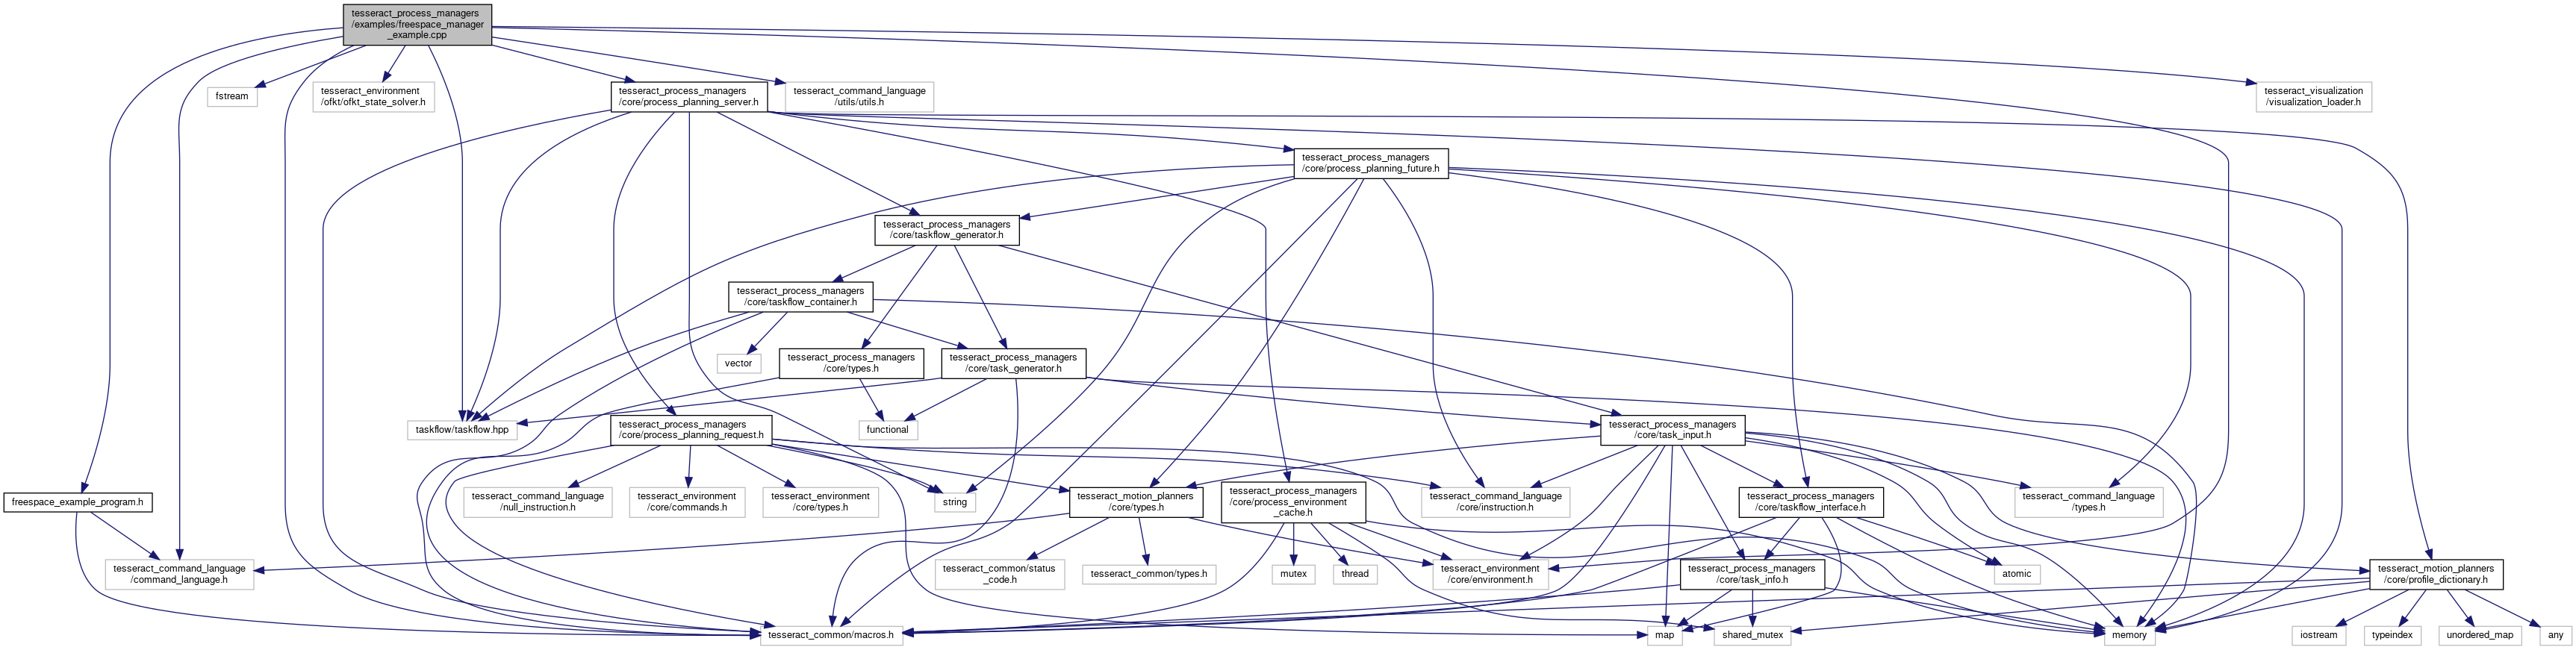 tesseract_process_managers
/examples/freespace_manager
_example.cpp
fstream
tesseract_environment
/ofkt/ofkt_state_solver.h
tesseract_process_managers
/core/process_planning_server.h
tesseract_command_language
/utils/utils.h
tesseract_visualization
/visualization_loader.h
tesseract_process_managers
/core/process_planning_future.h
tesseract_process_managers
/core/taskflow_generator.h
tesseract_process_managers
/core/taskflow_container.h
vector
tesseract_process_managers
/core/types.h
tesseract_process_managers
/core/task_generator.h
taskflow/taskflow.hpp
tesseract_process_managers
/core/process_planning_request.h
functional
tesseract_process_managers
/core/task_input.h
freespace_example_program.h
tesseract_command_language
/null_instruction.h
tesseract_environment
/core/commands.h
tesseract_environment
/core/types.h
string
tesseract_motion_planners
/core/types.h
tesseract_process_managers
/core/process_environment
_cache.h
tesseract_command_language
/core/instruction.h
tesseract_process_managers
/core/taskflow_interface.h
tesseract_command_language
/types.h
tesseract_command_language
/command_language.h
tesseract_common/status
_code.h
tesseract_common/types.h
mutex
thread
tesseract_environment
/core/environment.h
tesseract_process_managers
/core/task_info.h
atomic
tesseract_motion_planners
/core/profile_dictionary.h
tesseract_common/macros.h
map
shared_mutex
memory
iostream
typeindex
unordered_map
any